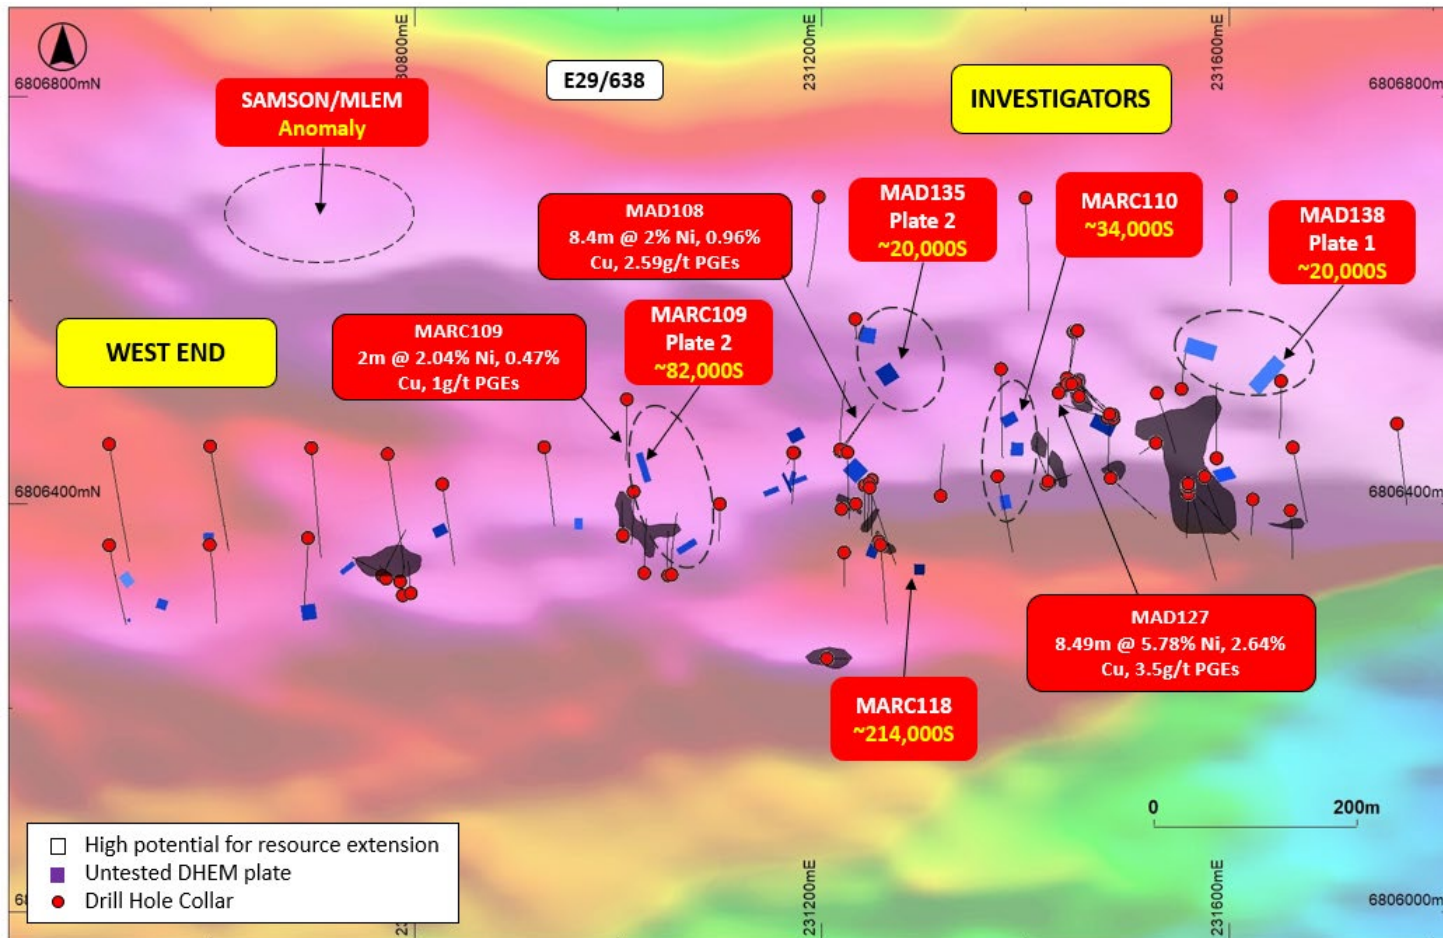 30800mE
231200mE
231600mE
6806800mN
6806800mN
E29/638
INVESTIGATORS
SAMSON/MLEM
Anomaly
MAD108
8.4m @ 2% Ni, 0.96%
Cu, 2.59g/t PGEs
MAD135
Plate 2
~20,000S
MARC110
~34,000S
MAD138
Plate 1
~20,000S
WEST END
MARC109
2m @ 2.04% Ni, 0.47%
Cu, 1g/t PGEs
MARC109
Plate 2
~82,000S
6806400mN
6806400mN
MAD127
8.49m @ 5.78% Ni, 2.64%
Cu, 3.5g/t PGEs
MARC118
~214,000S
0 200m
High potential for resource extension
Untested DHEM plate
Drill Hole Collar
231200mE
231600mE
6806000m